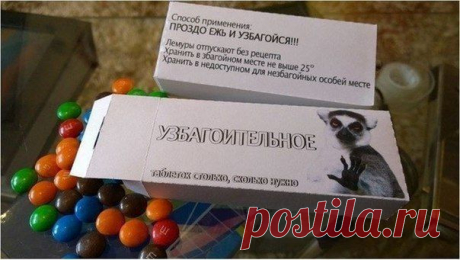 Способ применения:
ПРОЗДО ЕЖЬ И УЗБАГОЙСЯ!!!
Лемуры отпускают без рецепта
Хранить в збагойном месте не выше 25°
Хранить в недоступном для незбагойных особей месте
УЗБАГОИТЕЛЬНОЕ
таблеток столько, сколько нужно
postila.ru